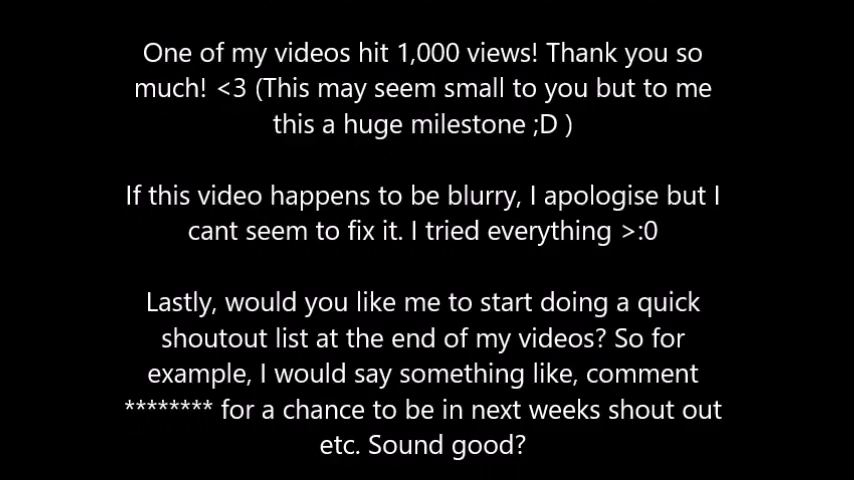 One of my videos hit 1,000 views! Thank you so
much! <3 (This may seem small to you but to me
this a huge milestone ;D )
If this video happens to be blurry, I apologise but I
cant seem to fix it. I tried everything >:0
Lastly, would you like me to start doing a quick
shoutout list at the end of my videos? So for
example, I would say something like, comment
******** for a chance to be in next weeks shout out
etc. Sound good?